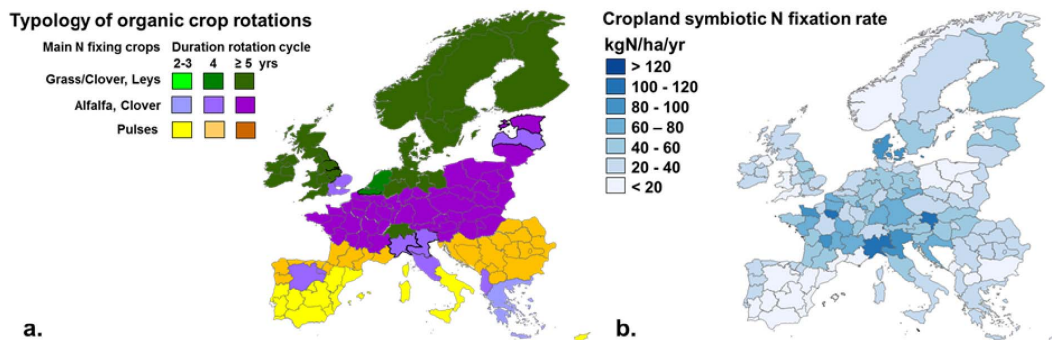 Typology of organic crop rotations
Main N fixing crops Duration rotation cycle
2-3 4 ≥ 5 yrs
Grass/Clover, Leys
Alfalfa, Clover
Pulses
a.
Cropland symbiotic N fixation rate
kgN/ha/yr
> 120
100 - 120
80 - 100
60 – 80
40 - 60
20 - 40
< 20
b.